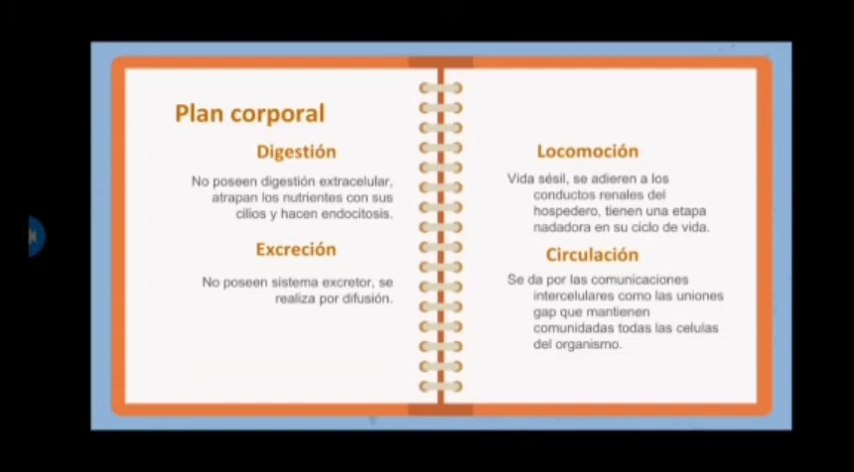 Plan corporal
Digestión
No poseen digestión extracelular,
atrapan los nutrientes con sus
cilios y hacen endocitosis.
Excreción
No poseen sistema excretor, se
realiza por difusión.
Locomoción
Vida sésil, se adieren a los
conductos renales del
hospedero, tienen una etapa
nadadora en su ciclo de vida.
Circulación
Se da por las comunicaciones
intercelulares como las uniones
gap que mantienen
comunidadas todas las celulas
del organismo.